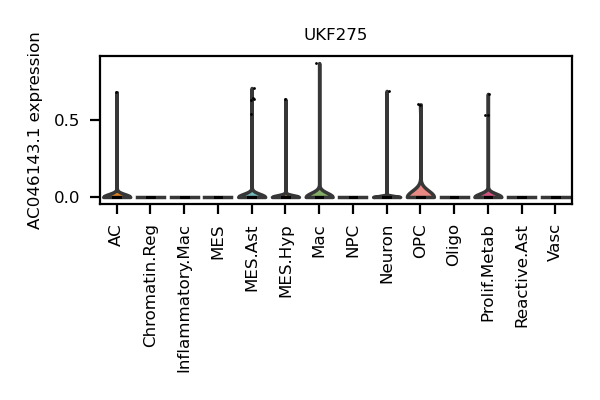 UKF275
AC046143.1 expression
0.5
0.0
AC
Chromatin.Reg
Inflammatory.Mac
MES
MES.Ast
MES.Hyp
Mac
NPC
Neuron
OPC
Oligo
Prolif.Metab
Reactive.Ast
Vasc